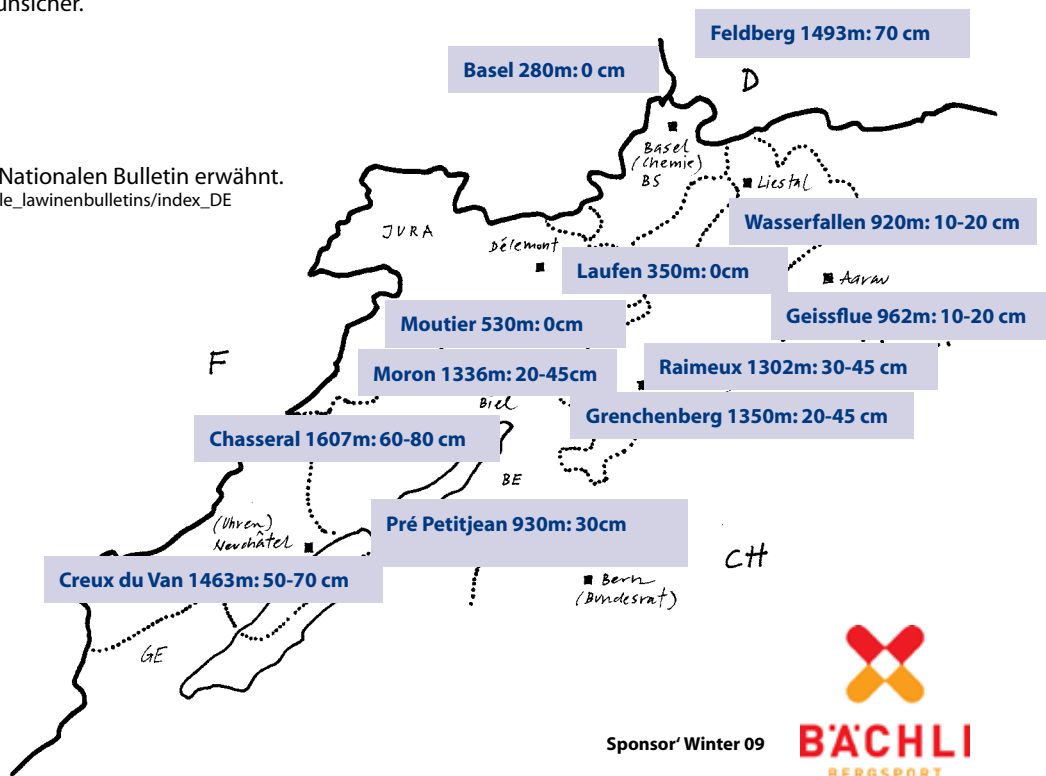 unsicher.
Feldberg 1493m: 70 cm
Basel 280m: 0 cm
D
Basel
(Chemie)
BS
Nationalen Bulletin erwähnt.
le_lawinenbulletins/index_DE
Liestal
Wasserfallen 920m: 10-20 cm
JURA
Délemont
Laufen 350m: 0cm
Aarau
Geissflue 962m: 10-20 cm
Moutier 530m: 0cm
F
Raimeux 1302m: 30-45 cm
Moron 1336m: 20-45cm
Biel
Grenchenberg 1350m: 20-45 cm
Chasseral 1607m: 60-80 cm
BE
(Uhren)
Neuchâtel
Pré Petitjean 930m: 30cm
CH
Creux du Van 1463m: 50-70 cm
Bern
(Bundesrat)
GE
Sponsor‘ Winter 09
BÄCHLI
BERGSPORT